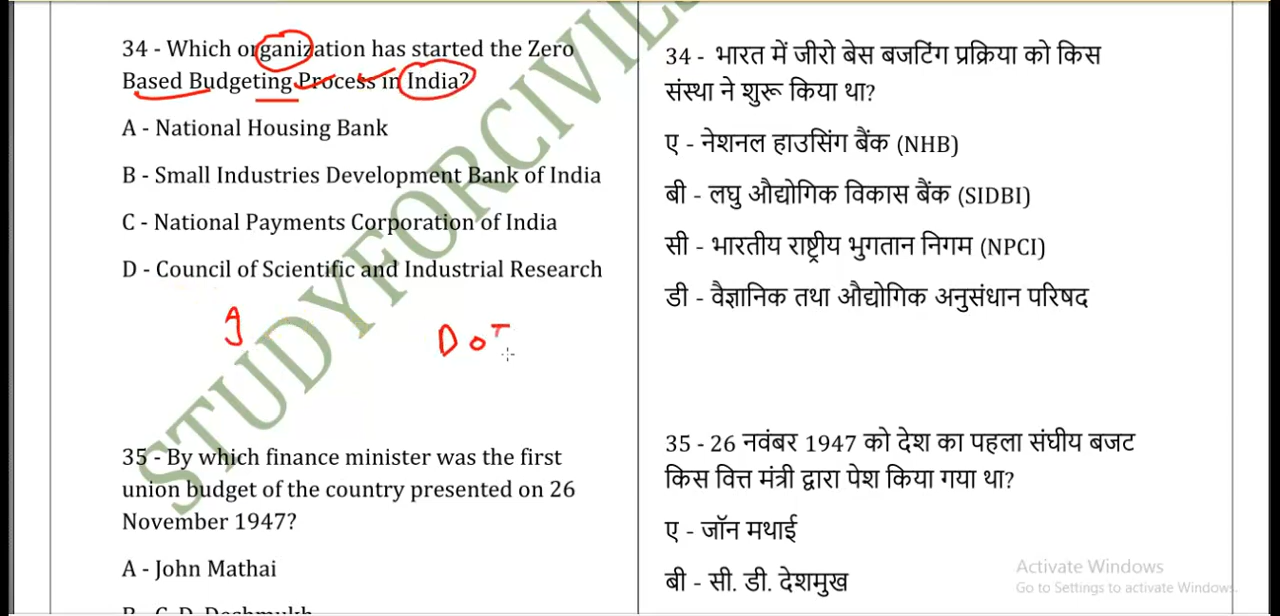 34 - Which organization has started the Zero
Based Budgeting Process in India?
A - National Housing Bank
B - Small Industries Development Bank of India
C - National Payments Corporation of India
D - Council of Scientific and Industrial Research
D o T
35 - By which finance minister was the first
union budget of the country presented on 26
November 1947?
A - John Mathai
B - C. D. Deshmukh
34 - भारत में जीरो बेस बजटिंग प्रक्रिया को किस
संस्था ने शुरू किया था?
ए - नेशनल हाउसिंग बैंक (NHB)
बी - लघु औद्योगिक विकास बैंक (SIDBI)
सी - भारतीय राष्ट्रीय भुगतान निगम (NPCI)
डी - वैज्ञानिक तथा औद्योगिक अनुसंधान परिषद
35 - 26 नवंबर 1947 को देश का पहला संघीय बजट
किस वित्त मंत्री द्वारा पेश किया गया था?
ए - जॉन मथाई
बी - सी. डी. देशमुख
STUDYFORCIVIL
Activate Windows
Go to Settings to activate Windows.